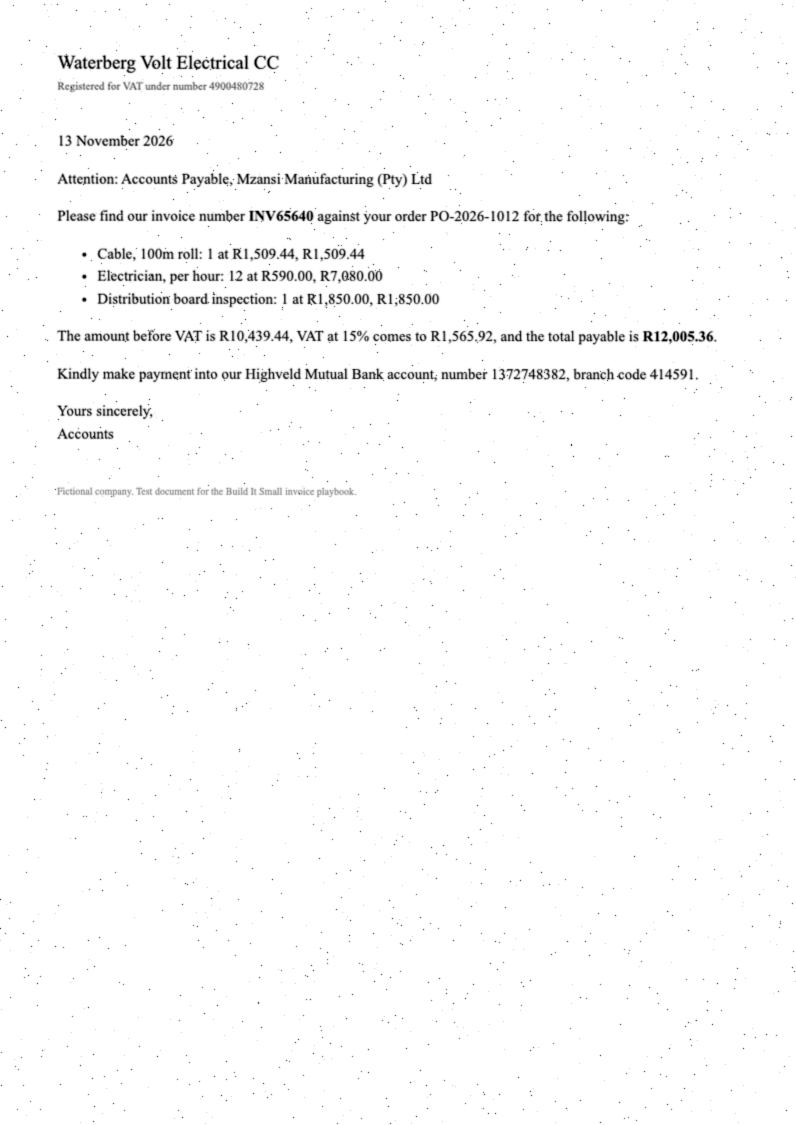 Waterberg Volt Electrical CC
Registered for VAT under number 4900480728
13 November 2026
Attention: Accounts Payable, Mzansi Manufacturing (Pty) Ltd
Please find our invoice number INV65640 against your order PO-2026-1012 for the following:
• Cable, 100m roll: 1 at R1,509.44, R1,509.44
• Electrician, per hour: 12 at R590.00, R7,080.00
• Distribution board inspection: 1 at R1,850.00, R1,850.00
The amount before VAT is R10,439.44, VAT at 15% comes to R1,565.92, and the total payable is R12,005.36.
Kindly make payment into our Highveld Mutual Bank account, number 1372748382, branch code 414591.
Yours sincerely,
Accounts
Fictional company. Test document for the Build It Small invoice playbook.